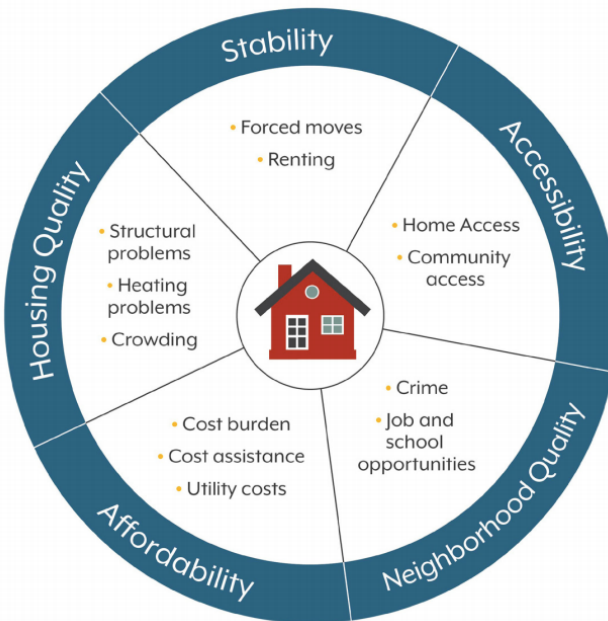 Stability
• Forced moves
• Renting
Accessibility
• Home Access
• Community
access
Neighborhood Quality
• Crime
• Job and
school
opportunities
Affordability
• Cost burden
• Cost assistance
• Utility costs
Housing Quality
• Structural
problems
• Heating
problems
• Crowding